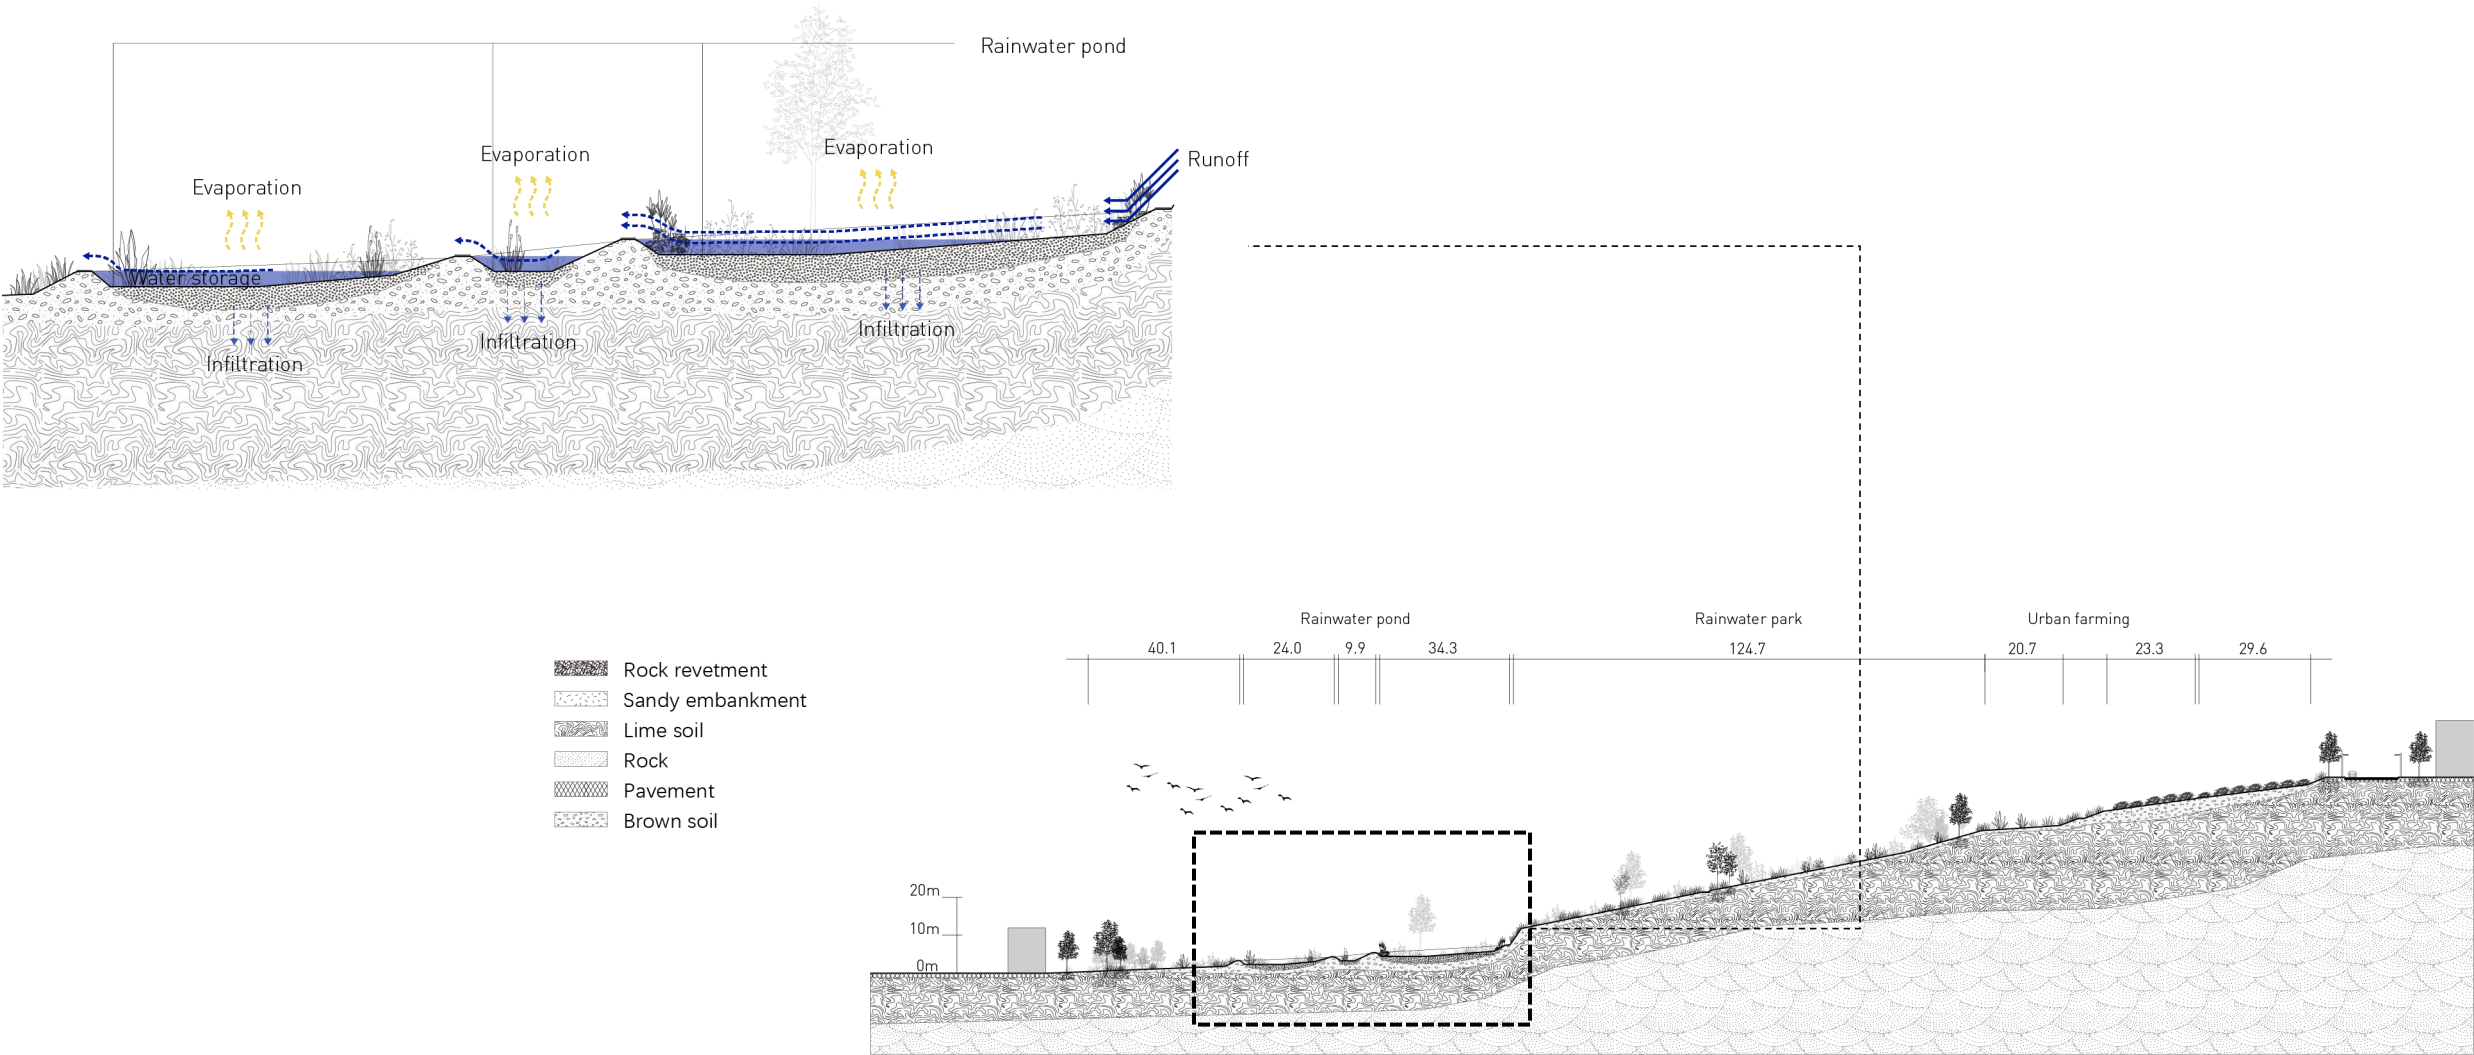 Rainwater pond
Evaporation
Evaporation
Evaporation
Runoff
Water storage
Infiltration
Infiltration
Infiltration
Rainwater pond
Rainwater park
Urban farming
40.1
24.0
9.9
34.3
124.7
20.7
23.3
29.6
Rock revetment
Sandy embankment
Lime soil
Rock
Pavement
Brown soil
20m
10m
0m